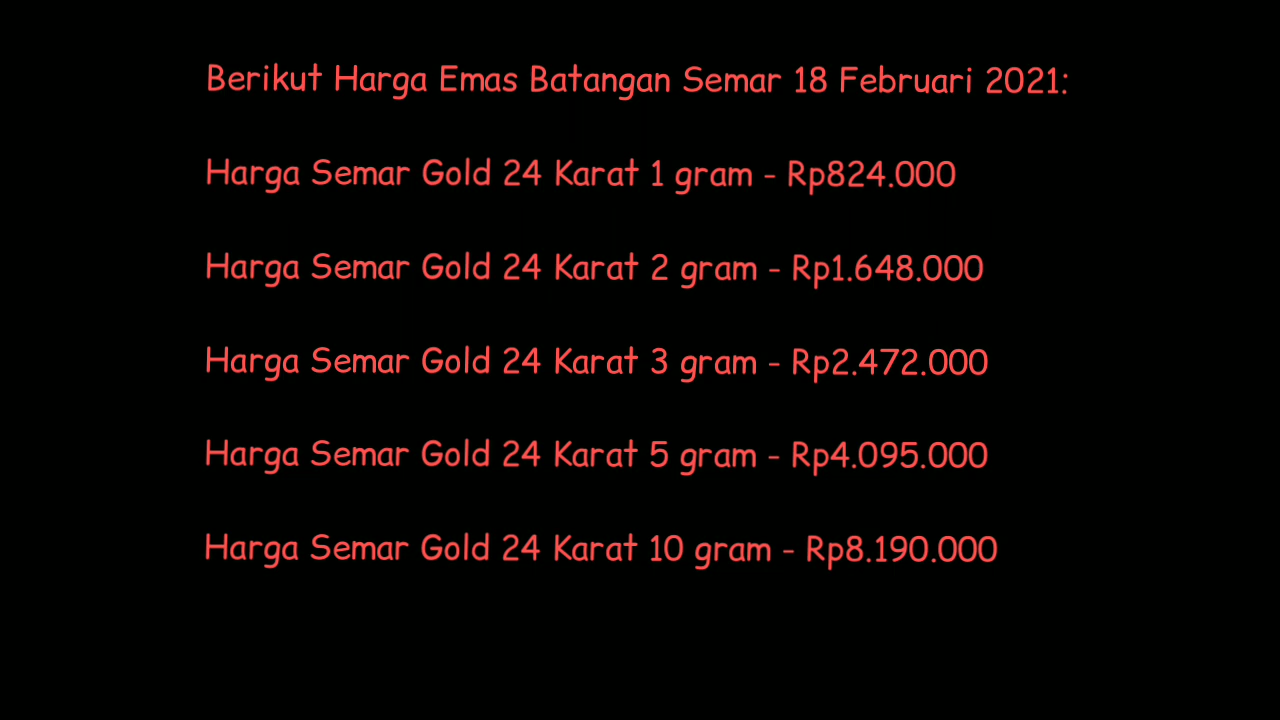 Berikut Harga Emas Batangan Semar 18 Februari 2021:
Harga Semar Gold 24 Karat 1 gram - Rp824.000
Harga Semar Gold 24 Karat 2 gram - Rp1.648.000
Harga Semar Gold 24 Karat 3 gram - Rp2.472.000
Harga Semar Gold 24 Karat 5 gram - Rp4.095.000
Harga Semar Gold 24 Karat 10 gram - Rp8.190.000